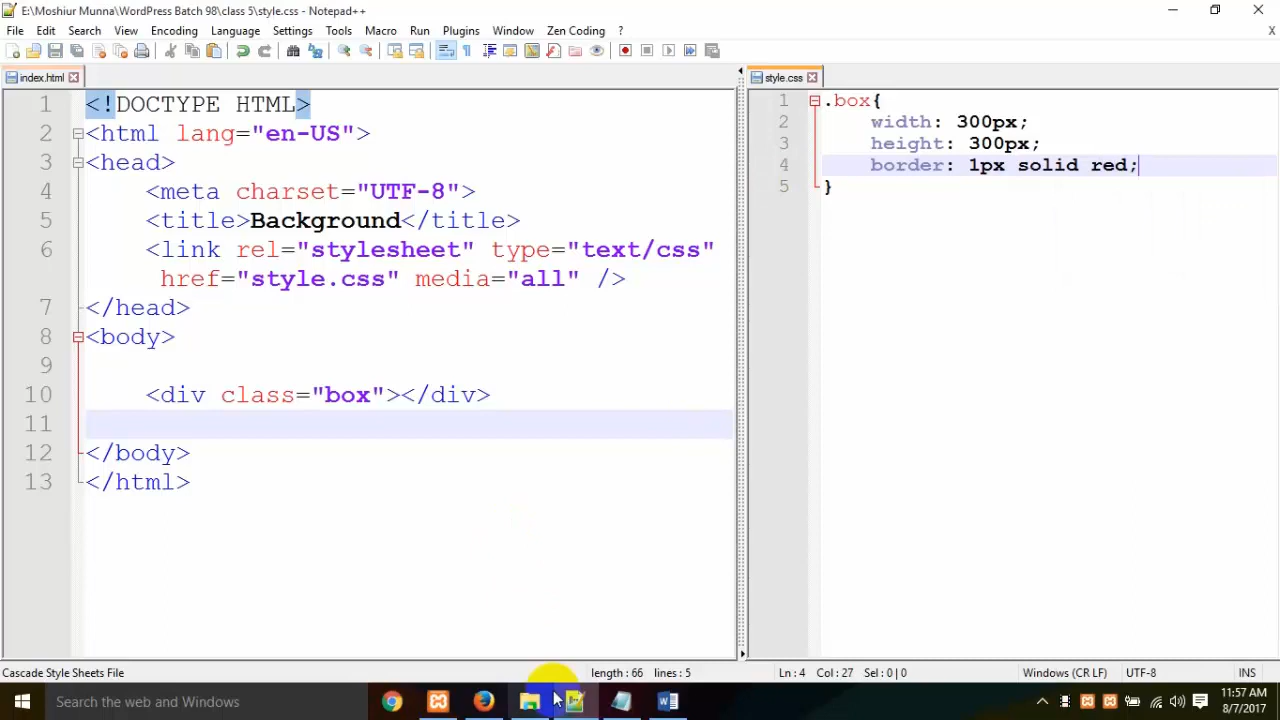 E:\Moshiur Munna\WordPress Batch 98\class 5\style.css - Notepad++
File Edit Search View Encoding Language Settings Tools Macro Run Plugins Window Zen Coding ? X
index.html
1 <!DOCTYPE HTML>
2 <html lang="en-US">
3 <head>
4 <meta charset="UTF-8">
5 <title>Background</title>
6 <link rel="stylesheet" type="text/css"
href="style.css" media="all" />
7 </head>
8 <body>
9
10 <div class="box"></div>
11
12 </body>
13 </html>
style.css
1 .box{
2 width: 300px;
3 height: 300px;
4 border: 1px solid red;
5 }
Cascade Style Sheets File length : 66 lines : 5 Ln : 4 Col : 27 Sel : 0 | 0 Windows (CR LF) UTF-8 INS
Search the web and Windows
11:57 AM
8/7/2017